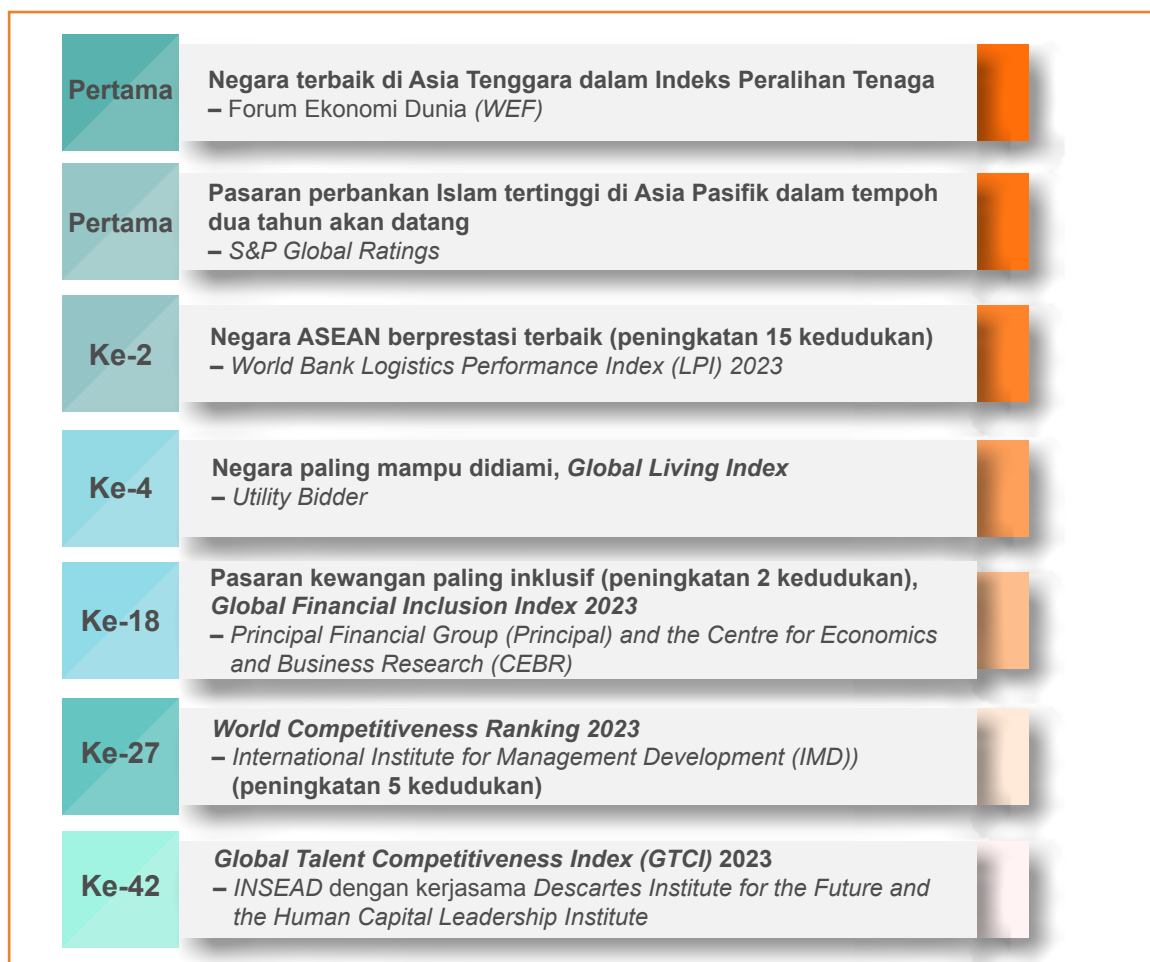 Pertama
Negara terbaik di Asia Tenggara dalam Indeks Peralihan Tenaga
– Forum Ekonomi Dunia (WEF)
Pertama
Pasaran perbankan Islam tertinggi di Asia Pasifik dalam tempoh
dua tahun akan datang
– S&P Global Ratings
Ke-2
Negara ASEAN berprestasi terbaik (peningkatan 15 kedudukan)
– World Bank Logistics Performance Index (LPI) 2023
Ke-4
Negara paling mampu didiami, Global Living Index
– Utility Bidder
Ke-18
Pasaran kewangan paling inklusif (peningkatan 2 kedudukan),
Global Financial Inclusion Index 2023
– Principal Financial Group (Principal) and the Centre for Economics
and Business Research (CEBR)
Ke-27
World Competitiveness Ranking 2023
– International Institute for Management Development (IMD))
(peningkatan 5 kedudukan)
Ke-42
Global Talent Competitiveness Index (GTCI) 2023
– INSEAD dengan kerjasama Descartes Institute for the Future and
the Human Capital Leadership Institute